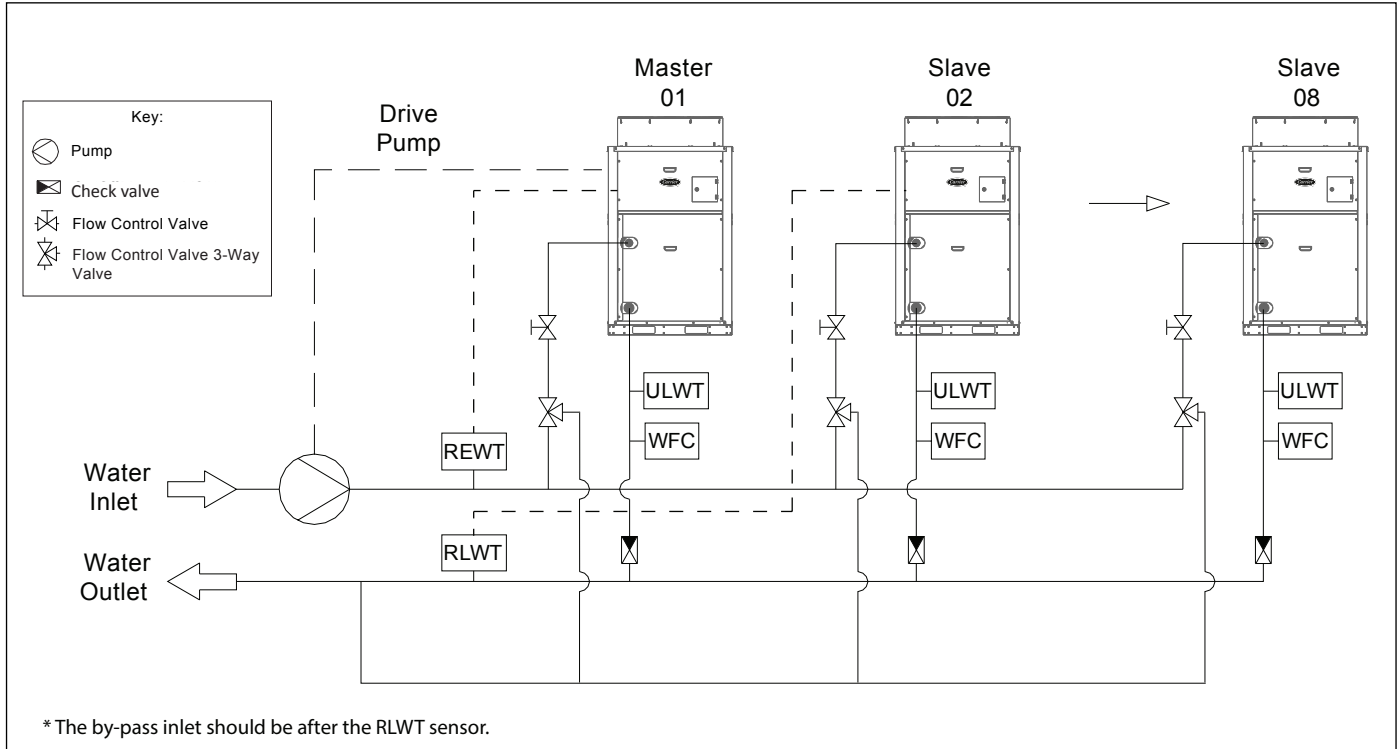 Master
01
Slave
02
Slave
08
Key:
Pump
Check valve
Flow Control Valve
Flow Control Valve 3-Way
Valve
Drive
Pump
ULWT
ULWT
ULWT
WFC
WFC
WFC
REWT
Water
Inlet
RLWT
Water
Outlet
* The by-pass inlet should be after the RLWT sensor.